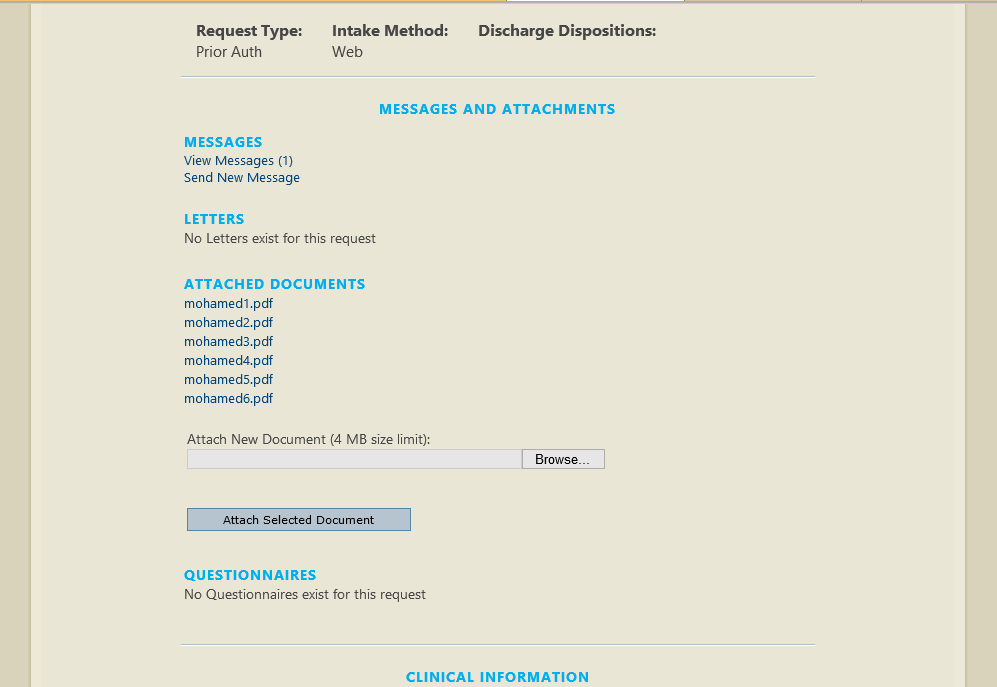 Request Type: Intake Method: Discharge Dispositions:
Prior Auth Web
MESSAGES AND ATTACHMENTS
MESSAGES
View Messages (1)
Send New Message
LETTERS
No Letters exist for this request
ATTACHED DOCUMENTS
mohamed1.pdf
mohamed2.pdf
mohamed3.pdf
mohamed4.pdf
mohamed5.pdf
mohamed6.pdf
Attach New Document (4 MB size limit):
Browse...
Attach Selected Document
QUESTIONNAIRES
No Questionnaires exist for this request
CLINICAL INFORMATION